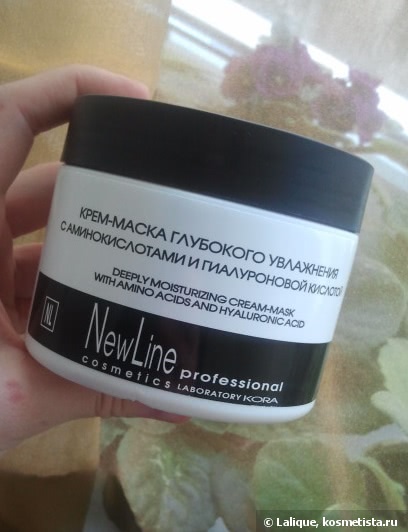 КРЕМ-МАСКА ГЛУБОКОГО УВЛАЖНЕНИЯ
С АМИНОКИСЛОТАМИ И ГИАЛУРОНОВОЙ КИСЛОТОЙ
DEEPLY MOISTURIZING CREAM-MASK
WITH AMINO ACIDS AND HYALURONIC ACID
NL
NewLine professional
cosmetics LABORATORY KORA
© Lalique, kosmetista.ru